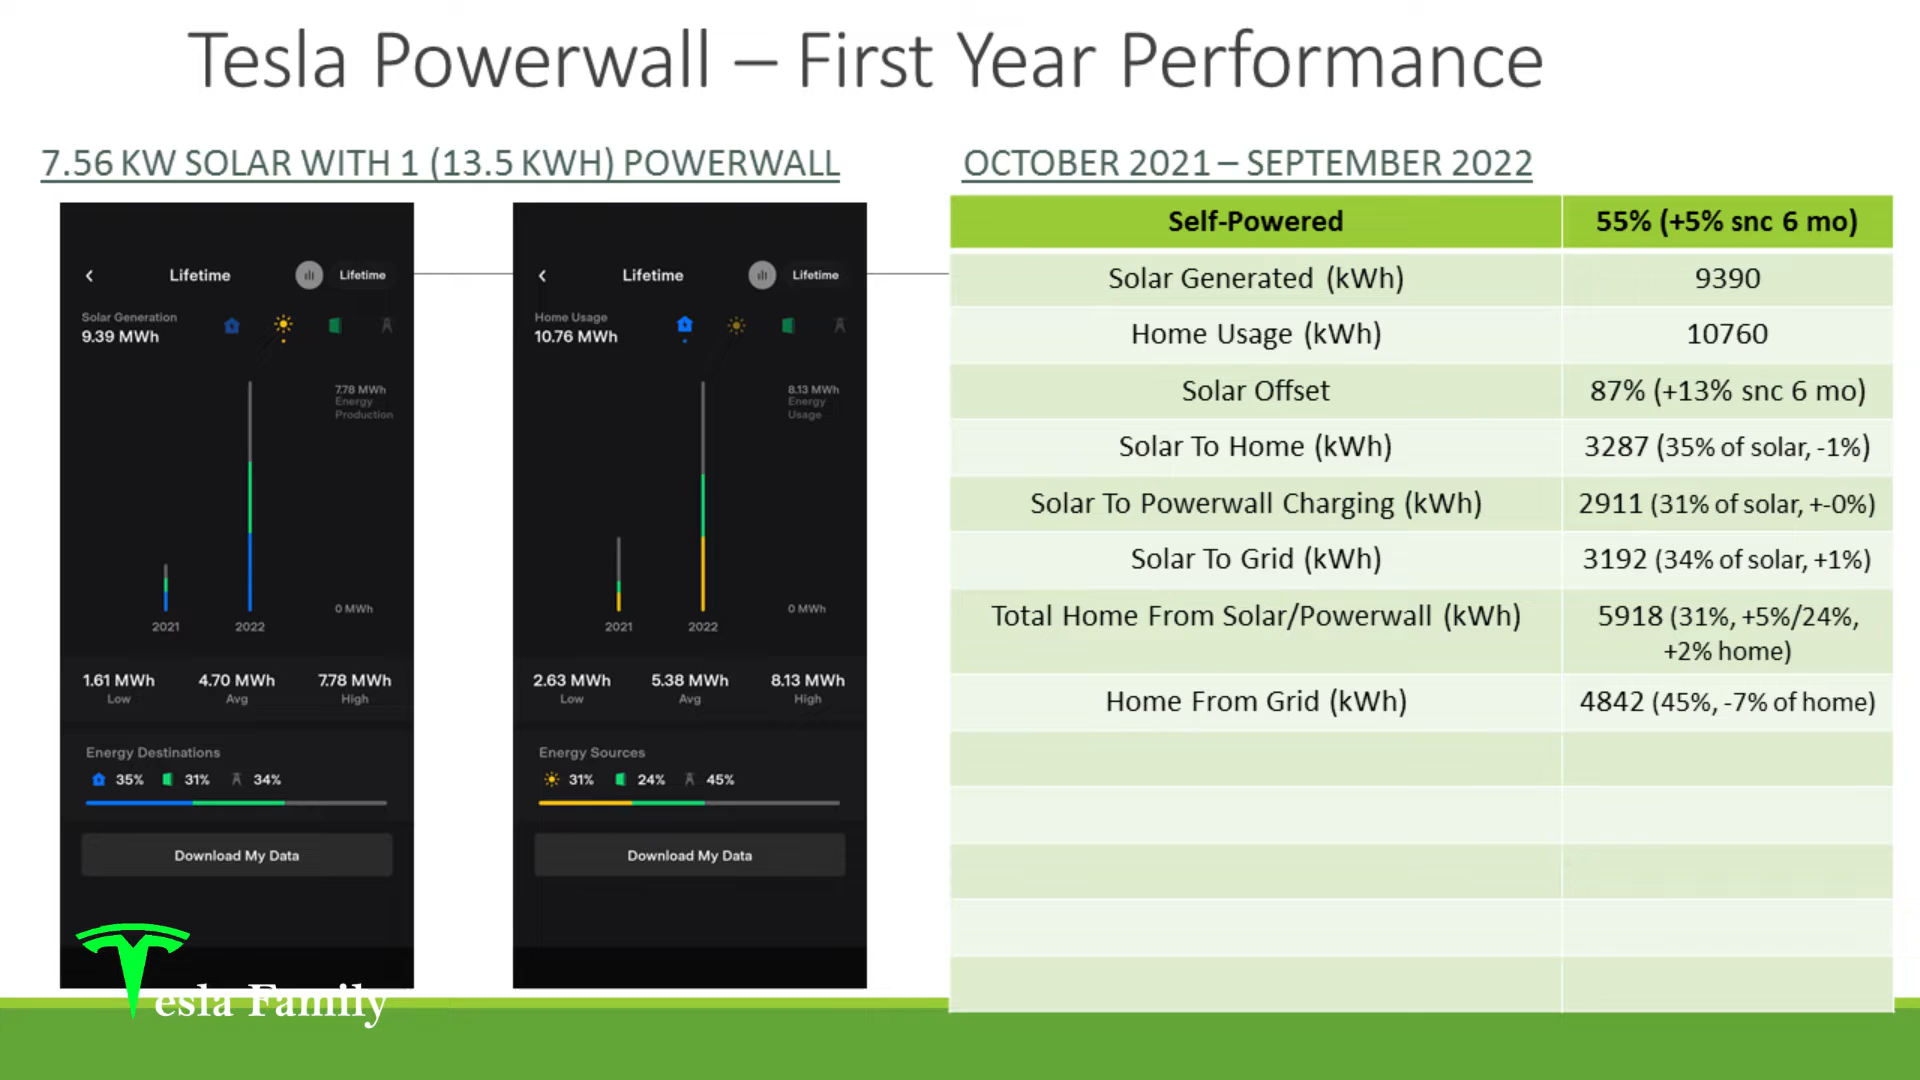 Tesla Powerwall – First Year Performance
7.56 KW SOLAR WITH 1 (13.5 KWH) POWERWALL
Lifetime
Lifetime
Solar Generation
9.39 MWh
7.78 MWh
Energy
Production
0 MWh
2021
2022
1.61 MWh
4.70 MWh
7.78 MWh
Low
Avg
High
Energy Destinations
35%
31%
34%
Download My Data
Lifetime
Lifetime
Home Usage
10.76 MWh
8.13 MWh
Energy
Usage
0 MWh
2021
2022
2.63 MWh
5.38 MWh
8.13 MWh
Low
Avg
High
Energy Sources
31%
24%
45%
Download My Data
OCTOBER 2021 – SEPTEMBER 2022
Self-Powered
55% (+5% snc 6 mo)
Solar Generated (kWh)
9390
Home Usage (kWh)
10760
Solar Offset
87% (+13% snc 6 mo)
Solar To Home (kWh)
3287 (35% of solar, -1%)
Solar To Powerwall Charging (kWh)
2911 (31% of solar, +-0%)
Solar To Grid (kWh)
3192 (34% of solar, +1%)
Total Home From Solar/Powerwall (kWh)
5918 (31%, +5%/24%,
+2% home)
Home From Grid (kWh)
4842 (45%, -7% of home)
Tesla Family